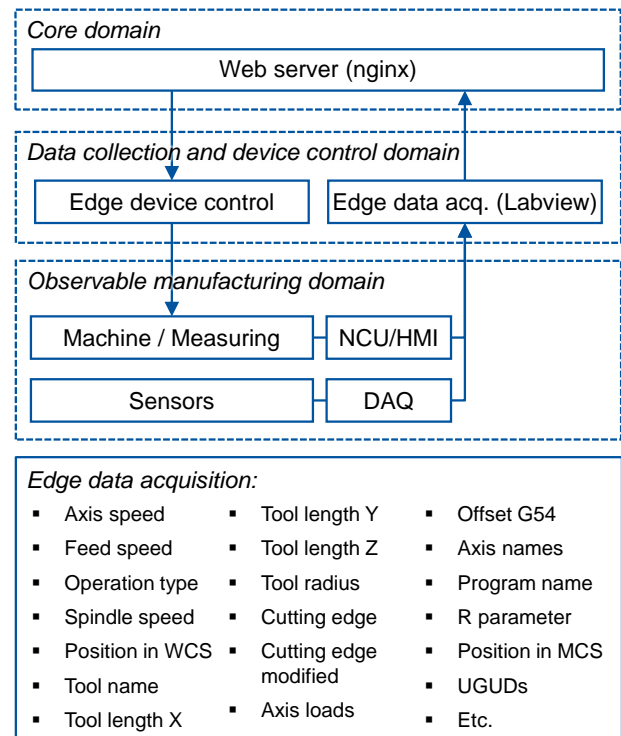 Core domain
Web server (nginx)
Data collection and device control domain
Edge device control
Edge data acq. (Labview)
Observable manufacturing domain
Machine / Measuring
NCU/HMI
Sensors
DAQ
Edge data acquisition:
▪ Axis speed
▪ Feed speed
▪ Operation type
▪ Spindle speed
▪ Position in WCS
▪ Tool name
▪ Tool length X
▪ Tool length Y
▪ Tool length Z
▪ Tool radius
▪ Cutting edge
▪ Cutting edge
modified
▪ Axis loads
▪ Offset G54
▪ Axis names
▪ Program name
▪ R parameter
▪ Position in MCS
▪ UGUDs
▪ Etc.